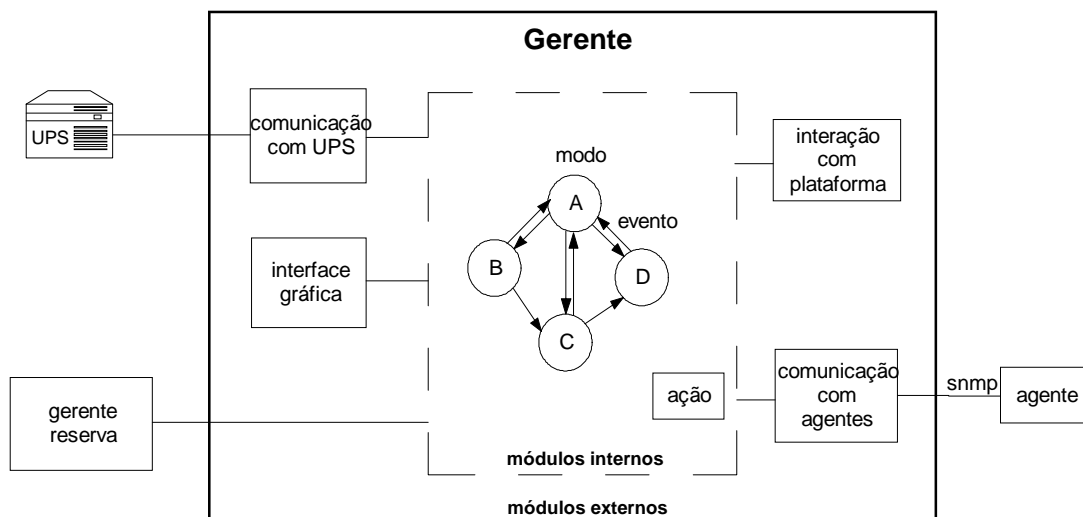 Gerente
UPS
comunicação
com UPS
interação
com
plataforma
modo
A
evento
B
D
C
interface
gráfica
gerente
reserva
ação
comunicação
com
agentes
snmp
agente
módulos internos
módulos externos